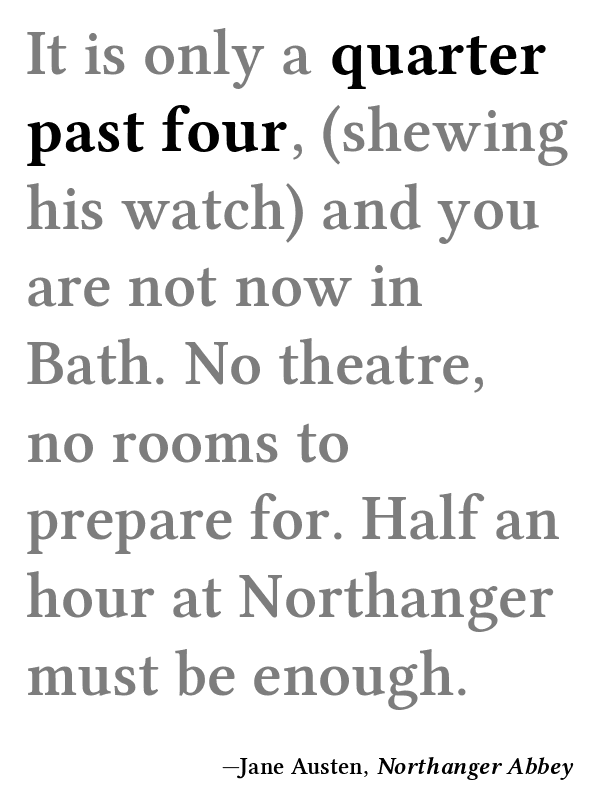 It is only a quarter
past four, (shewing
his watch) and you
are not now in
Bath. No theatre,
no rooms to
prepare for. Half an
hour at Northanger
must be enough.
—Jane Austen, Northanger Abbey